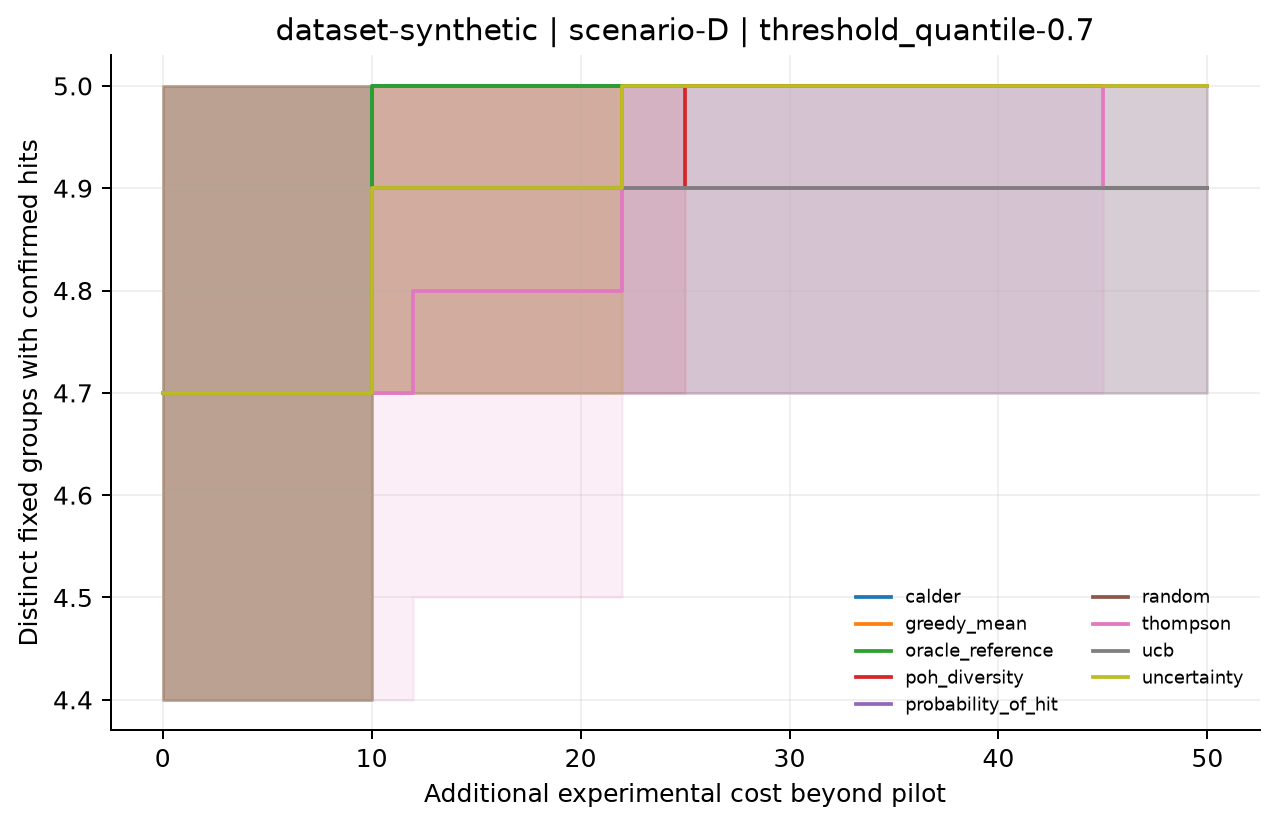 dataset-synthetic | scenario-D | threshold_quantile-0.7
Distinct fixed groups with confirmed hits
5.0
4.9
4.8
4.7
4.6
4.5
4.4
0 10 20 30 40 50
Additional experimental cost beyond pilot
calder
greedy_mean
oracle_reference
poh_diversity
probability_of_hit
random
thompson
ucb
uncertainty